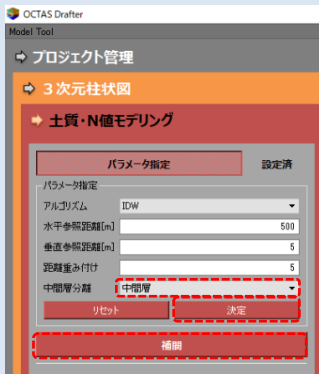 OCTAS Drafter
Model Tool
プロジェクト管理
３次元柱状図
土質・N値モデリング
パラメータ指定 設定済
パラメータ指定
アルゴリズム IDW
水平参照距離[m] 500
垂直参照距離[m] 5
距離重み付け 5
中間層分離 中間層
リセット 決定
補間